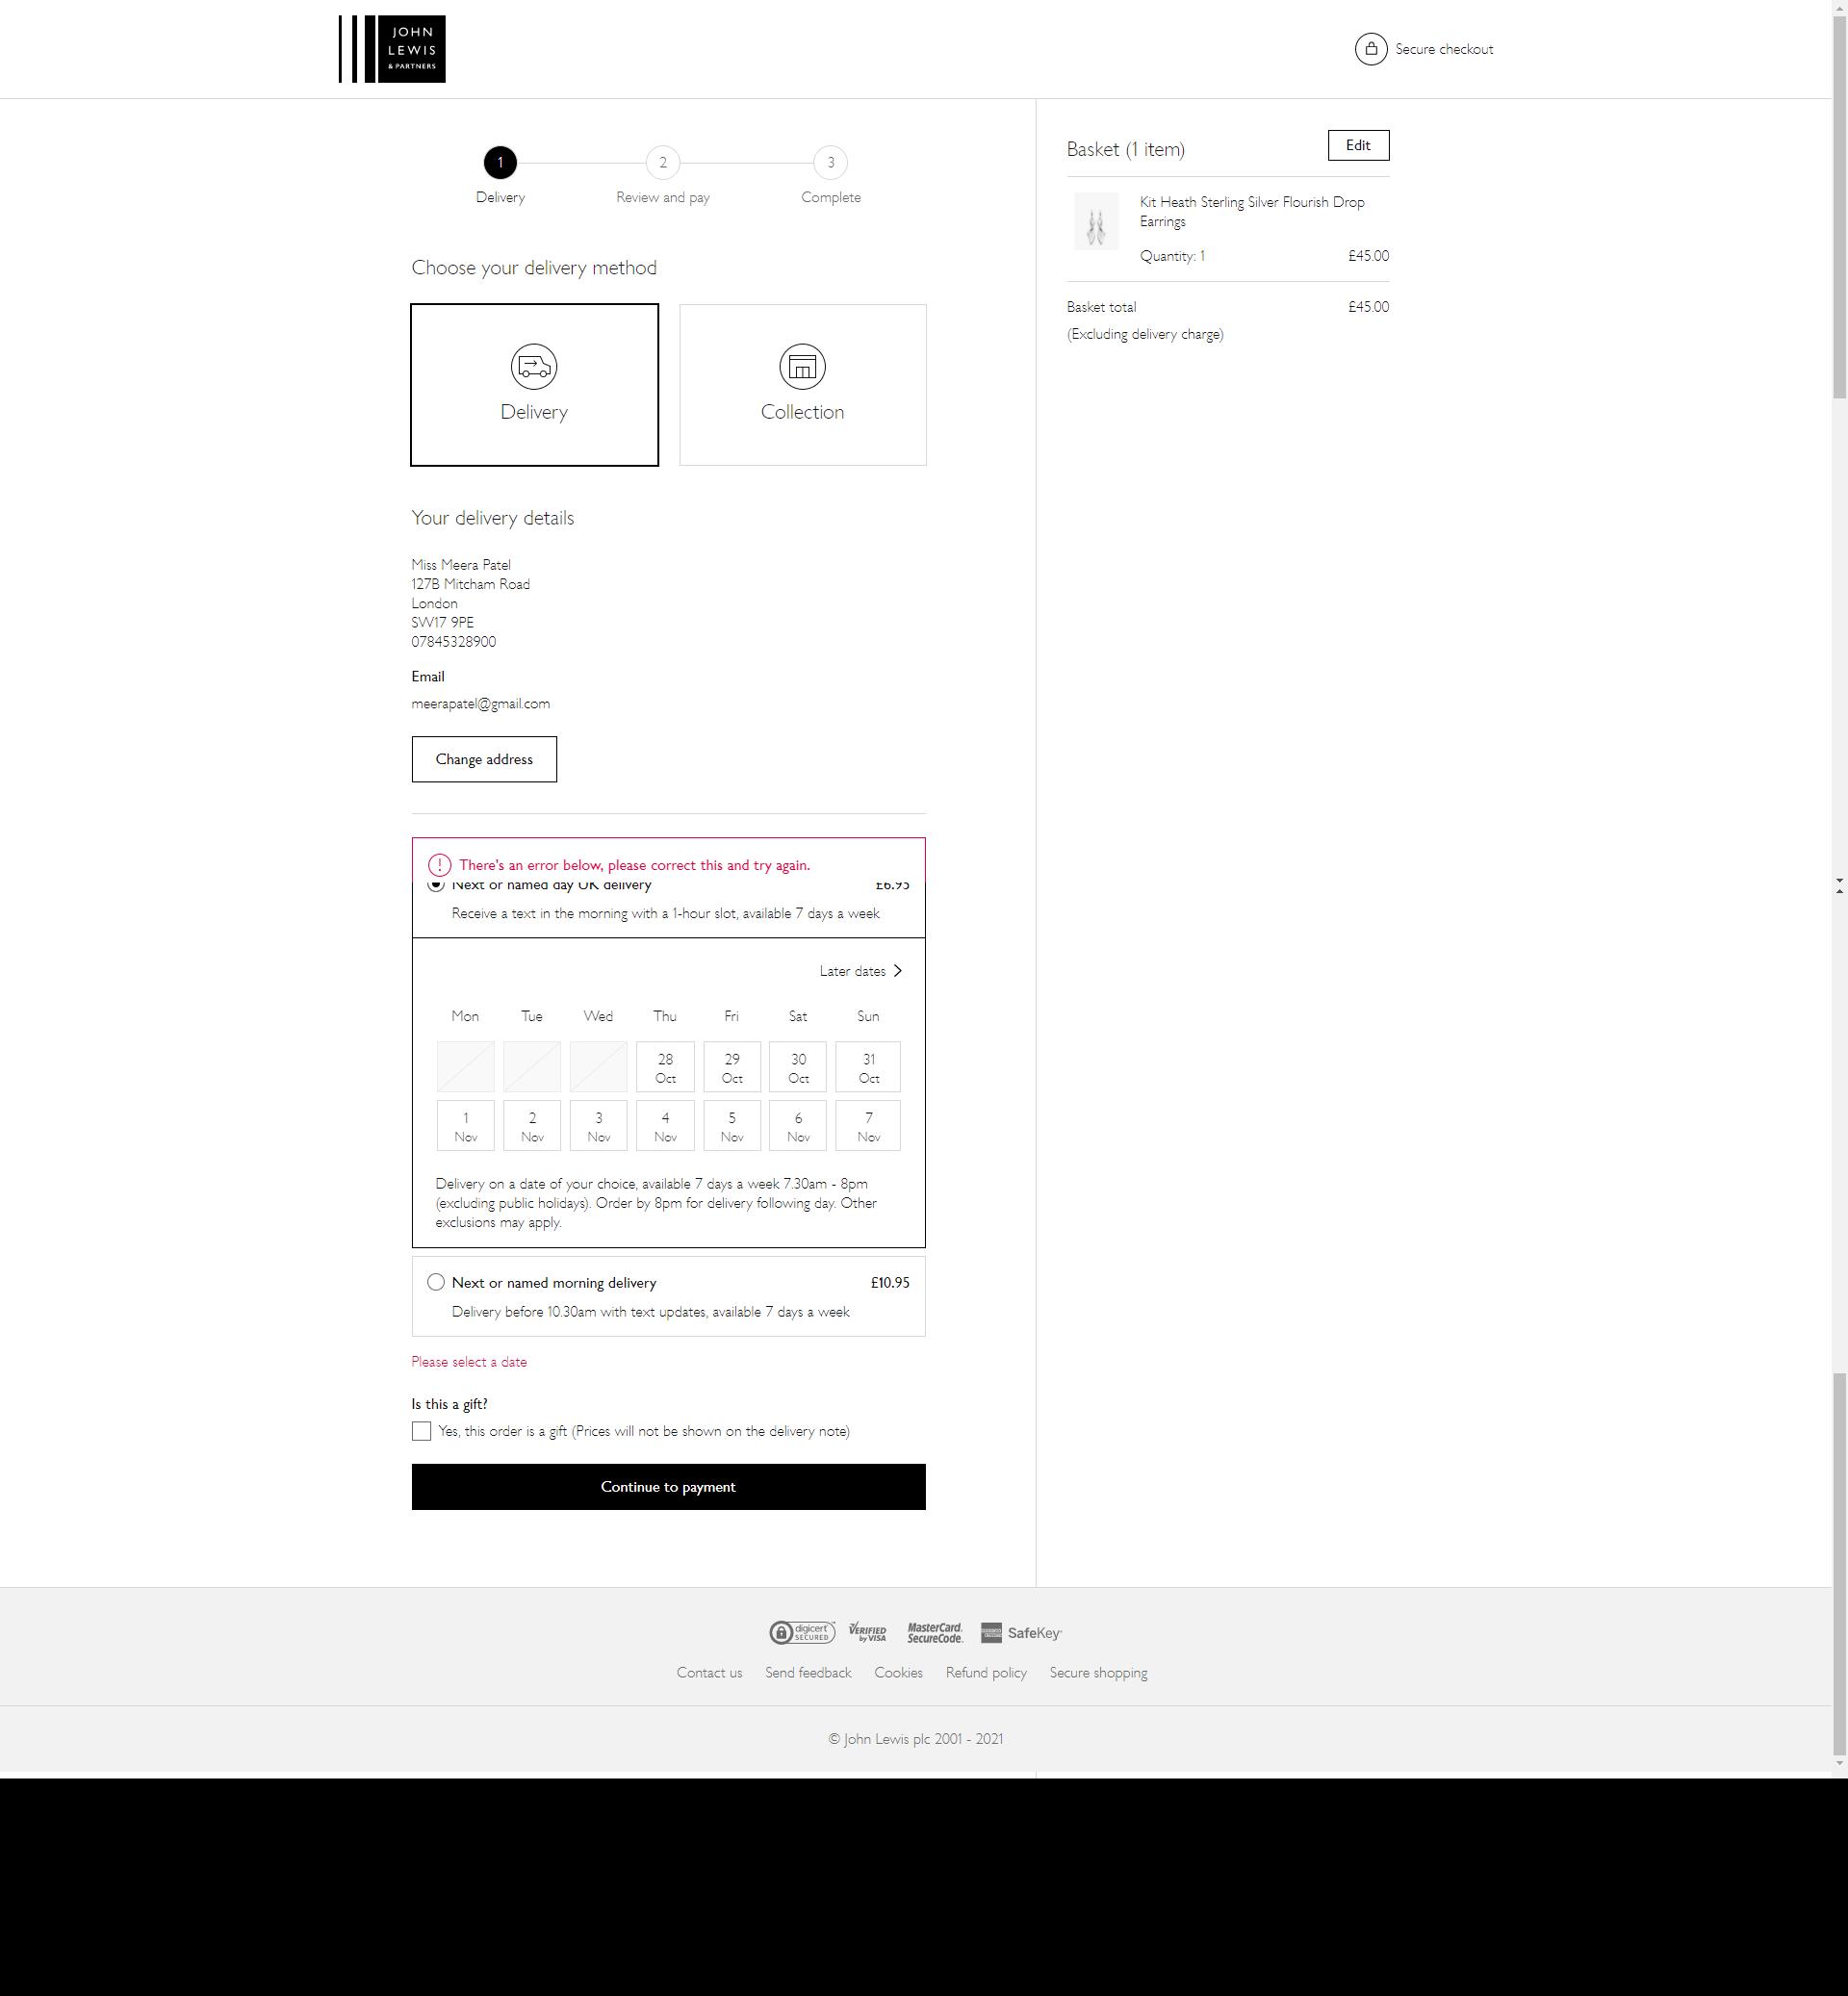 JOHN
LEWIS
& PARTNERS
Secure checkout
1
2
3
Delivery
Review and pay
Complete
Basket (1 item)
Edit
Kit Heath Sterling Silver Flourish Drop
Earrings
Quantity: 1
£45.00
Basket total
£45.00
(Excluding delivery charge)
Choose your delivery method
Delivery
Collection
Your delivery details
Miss Meera Patel
127B Mitcham Road
London
SW17 9PE
07845328900
Email
meerapatel@gmail.com
Change address
There's an error below, please correct this and try again.
Next or named day UK delivery £6.95
Receive a text in the morning with a 1-hour slot, available 7 days a week
Later dates
Mon Tue Wed Thu Fri Sat Sun
28 29 30 31
Oct Oct Oct Oct
1 2 3 4 5 6 7
Nov Nov Nov Nov Nov Nov Nov
Delivery on a date of your choice, available 7 days a week 7.30am - 8pm
(excluding public holidays). Order by 8pm for delivery following day. Other
exclusions may apply.
Next or named morning delivery £10.95
Delivery before 10.30am with text updates, available 7 days a week
Please select a date
Is this a gift?
Yes, this order is a gift (Prices will not be shown on the delivery note)
Continue to payment
digicert
SECURED
VERIFIED
by VISA
MasterCard.
SecureCode.
SafeKey
Contact us Send feedback Cookies Refund policy Secure shopping
© John Lewis plc 2001 - 2021